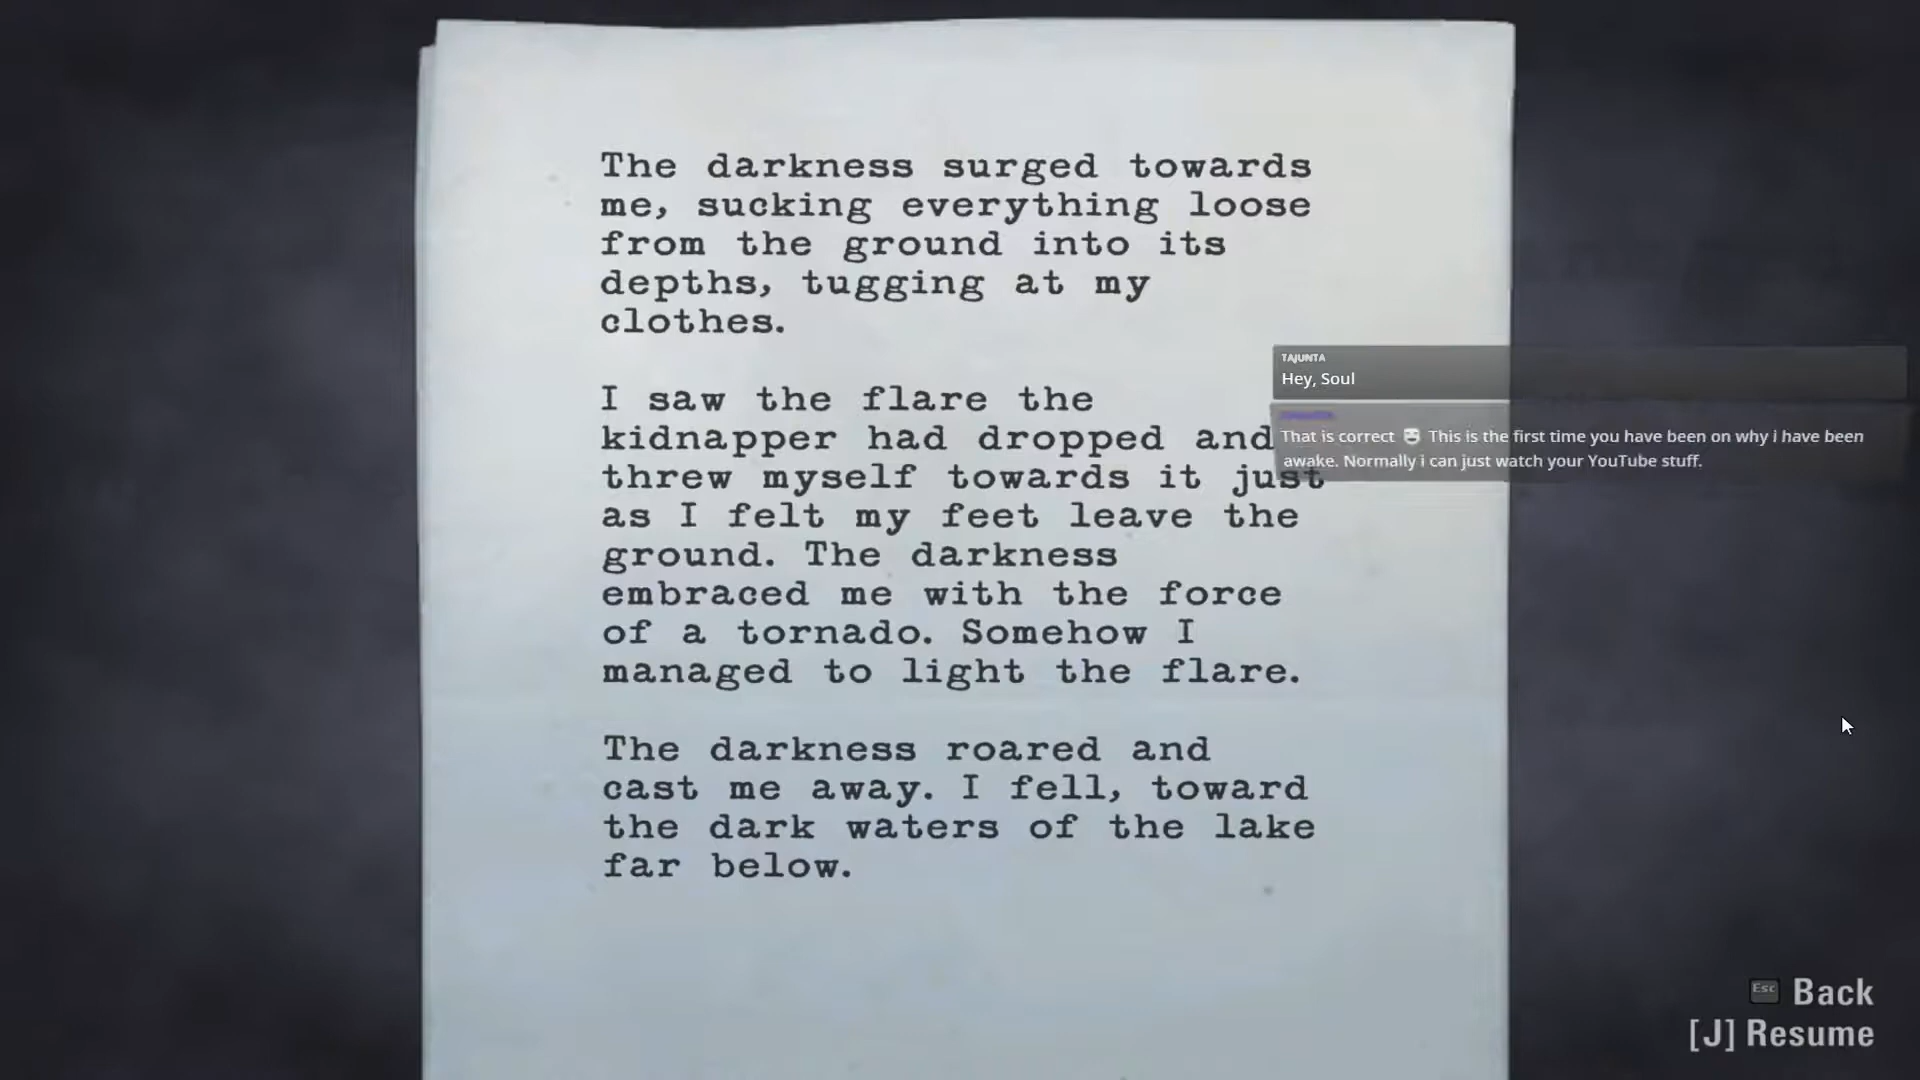 The darkness surged towards
me, sucking everything loose
from the ground into its
depths, tugging at my
clothes.
I saw the flare the
kidnapper had dropped and
threw myself towards it just
as I felt my feet leave the
ground. The darkness
embraced me with the force
of a tornado. Somehow I
managed to light the flare.
The darkness roared and
cast me away. I fell, toward
the dark waters of the lake
far below.
TAJUNTA
Hey, Soul
That is correct 😄 This is the first time you have been on why i have been
awake. Normally i can just watch your YouTube stuff.
Esc Back
[J] Resume